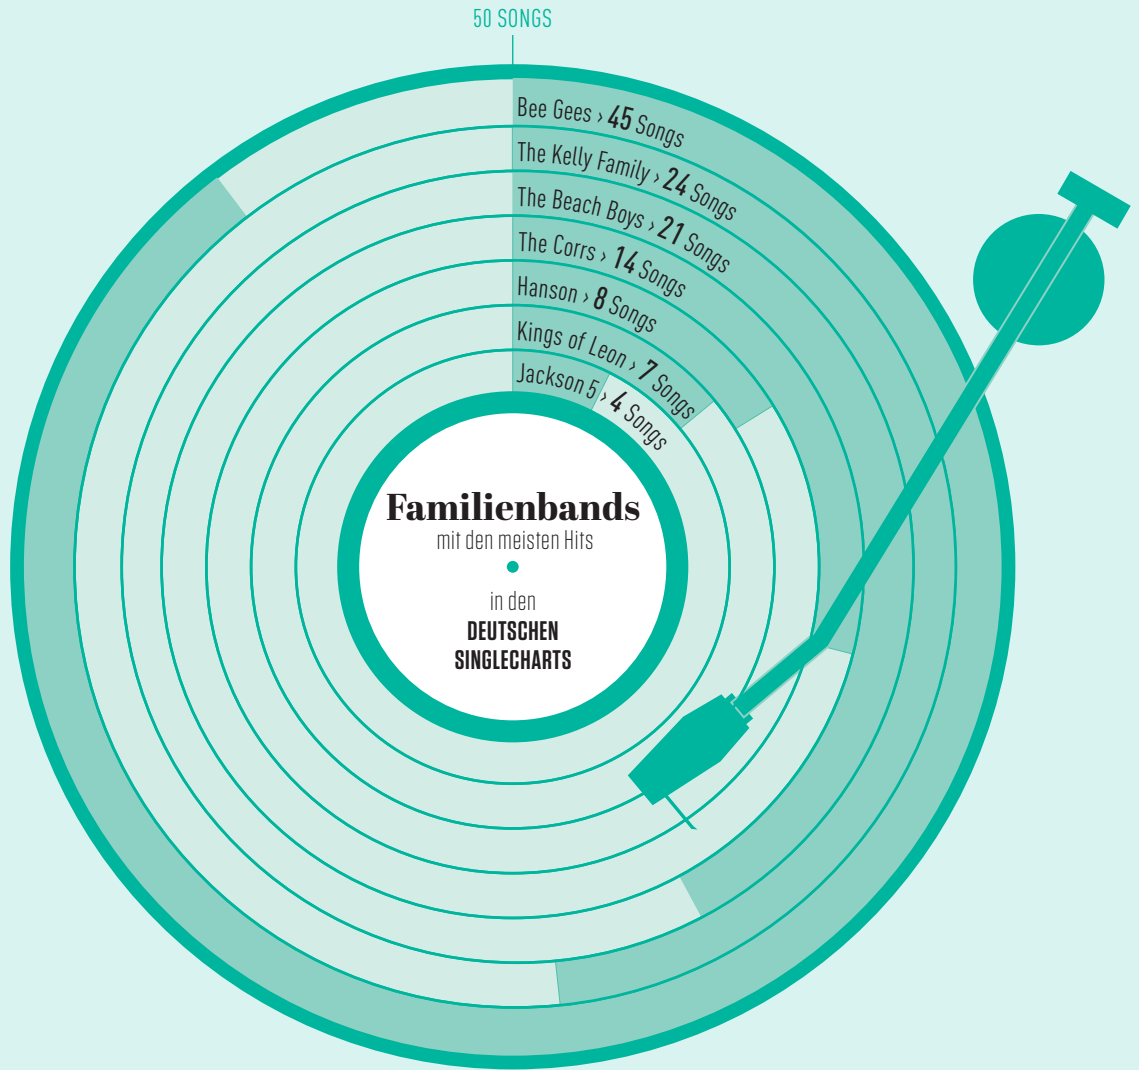 50 SONGS
Bee Gees › 45 Songs
The Kelly Family › 24 Songs
The Beach Boys › 21 Songs
The Corrs › 14 Songs
Hanson › 8 Songs
Kings of Leon › 7 Songs
Jackson 5 › 4 Songs
Familienbands
mit den meisten Hits
in den
DEUTSCHEN
SINGLECHARTS